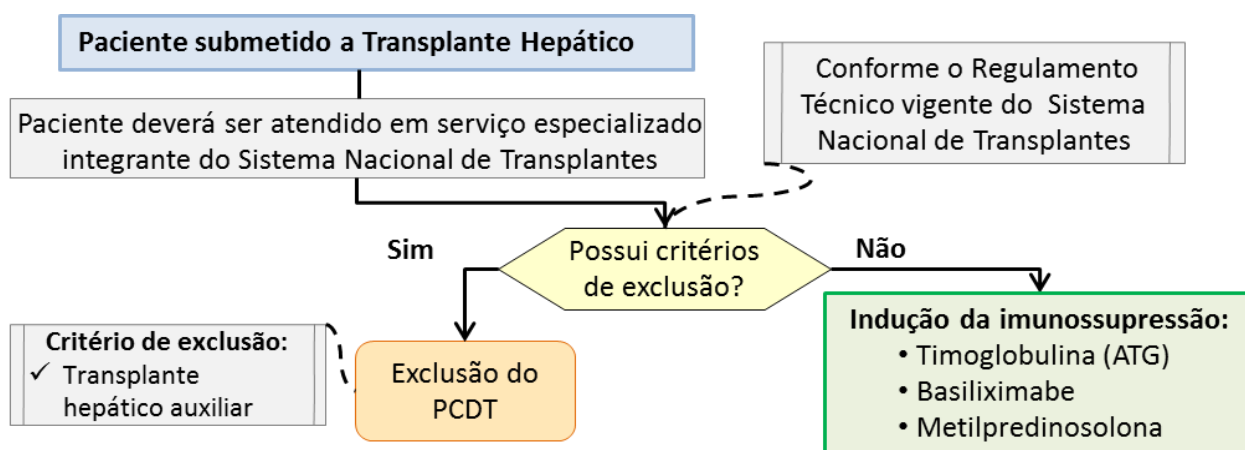 Paciente submetido a Transplante Hepático
Conforme o Regulamento
Técnico vigente do Sistema
Nacional de Transplantes
Paciente deverá ser atendido em serviço especializado
integrante do Sistema Nacional de Transplantes
Sim
Possui critérios
de exclusão?
Não
Critério de exclusão:
✓ Transplante
hepático auxiliar
Exclusão do
PCDT
Indução da imunossupressão:
• Timoglobulina (ATG)
• Basiliximabe
• Metilpredinosolona